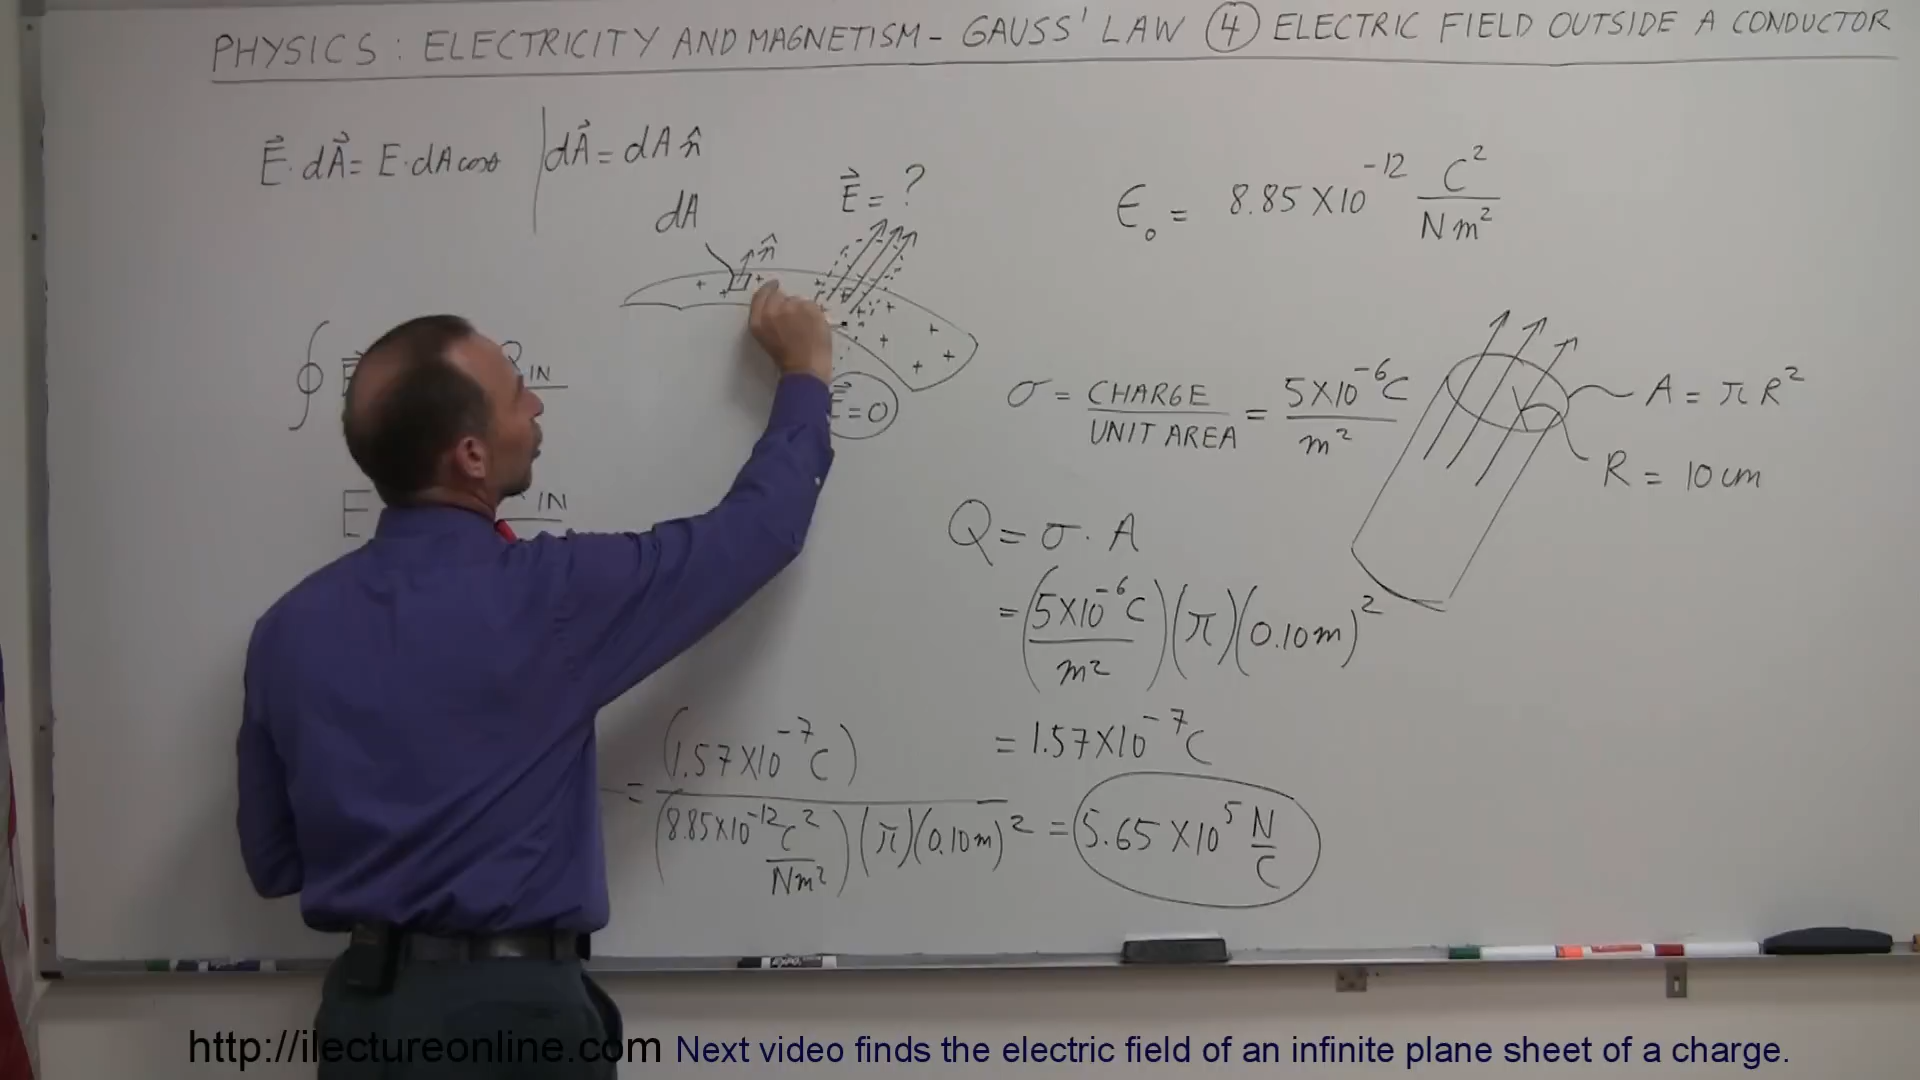 PHYSICS: ELECTRICITY AND MAGNETISM - GAUSS' LAW ④ ELECTRIC FIELD OUTSIDE A CONDUCTOR
E⃗ · dA⃗ = E · dA cosθ | dA⃗ = dA n̂
dA
n̂
E⃗ = ?
E⃗ = 0
∮
IN
E
IN
ϵ₀ = 8.85 X 10⁻¹² C² / Nm²
σ = CHARGE / UNIT AREA = 5X10⁻⁶C / m²
A = πR²
R = 10 cm
Q = σ · A
= (5X10⁻⁶C / m²)(π)(0.10m)²
= 1.57X10⁻⁷C
= (1.57X10⁻⁷C) / (8.85X10⁻¹² C² / Nm²)(π)(0.10m)² = 5.65 X10⁵ N / C
http://ilectureonline.com Next video finds the electric field of an infinite plane sheet of a charge.